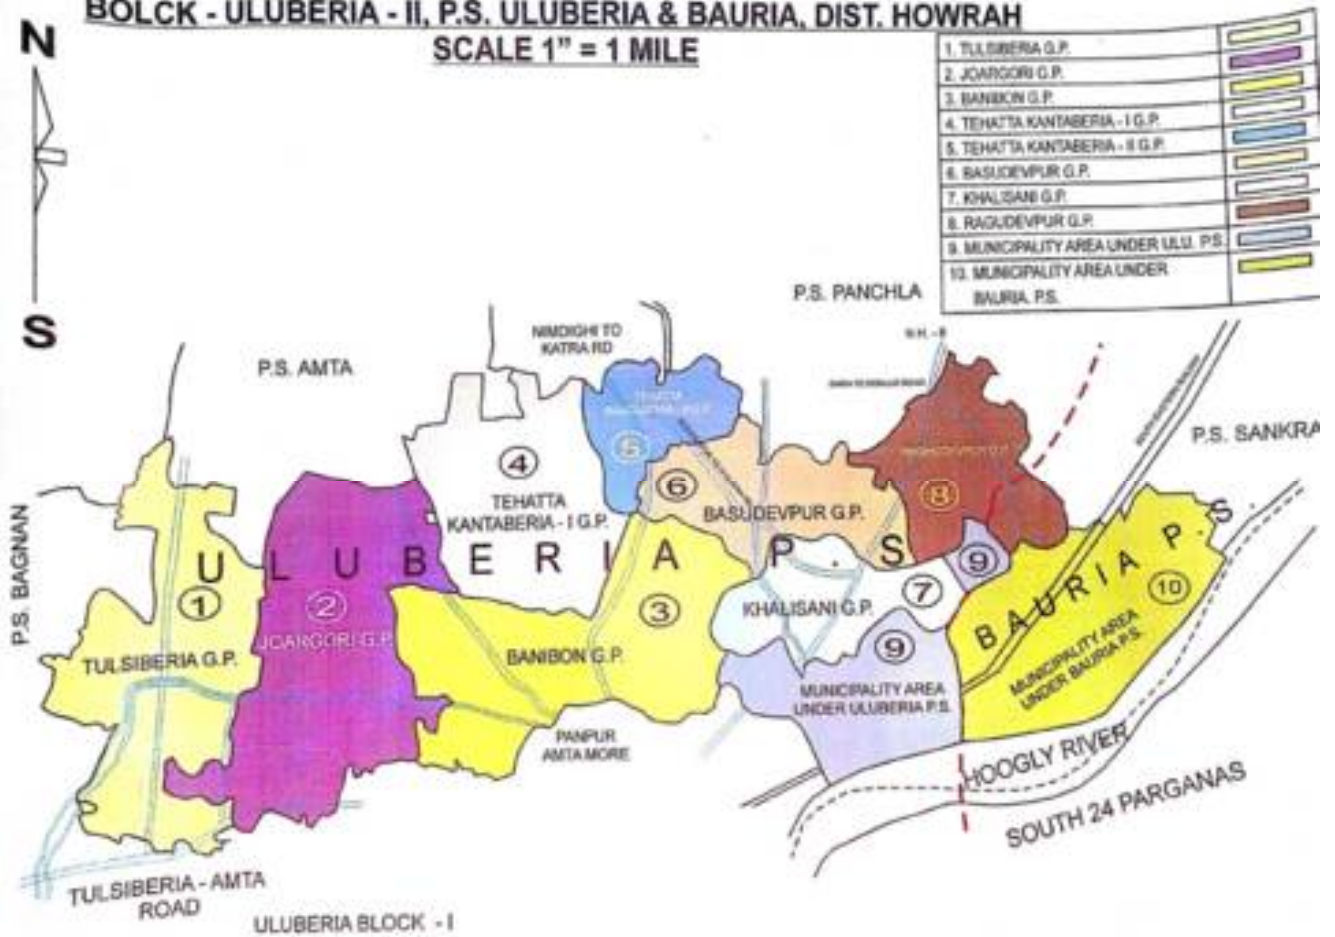 BOLCK - ULUBERIA - II, P.S. ULUBERIA & BAURIA, DIST. HOWRAH
SCALE 1" = 1 MILE
N
S
1. TULSIBERIA G.P.
2. JOARGORI G.P.
3. BANIBON G.P.
4. TEHATTA KANTABERIA - I G.P.
5. TEHATTA KANTABERIA - II G.P.
6. BASUDEVPUR G.P.
7. KHALISANI G.P.
8. RAGUDEVPUR G.P.
9. MUNICIPALITY AREA UNDER ULU. P.S.
10. MUNICIPALITY AREA UNDER
BAURIA. P.S.
P.S. PANCHLA
NIMDIGHI TO
KATRA RD
N.H. - 6
P.S. AMTA
P.S. SANKRA
P.S. BAGNAN
4
TEHATTA
KANTABERIA - I G.P.
5
6
BASUDEVPUR G.P.
8
ULUBERIA P.S
1
TULSIBERIA G.P.
2
JOARGORI G.P.
3
BANIBON G.P.
7
KHALISANI G.P.
9
9
MUNICIPALITY AREA
UNDER ULUBERIA P.S.
BAURIA P.S.
10
MUNICIPALITY AREA
UNDER BAURIA P.S.
PANPUR
AMTA MORE
HOOGLY RIVER
SOUTH 24 PARGANAS
TULSIBERIA - AMTA
ROAD
ULUBERIA BLOCK - I